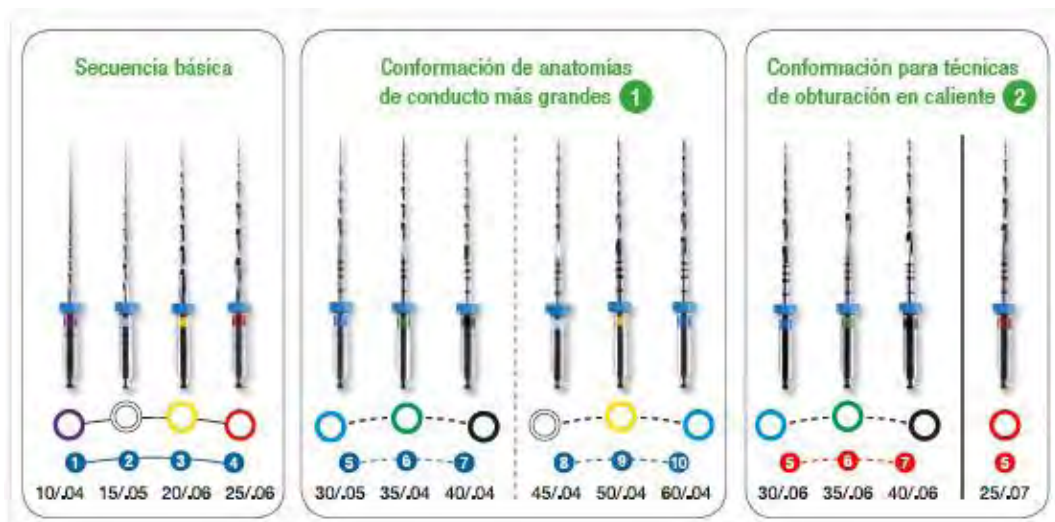 Secuencia básica
1 2 3 4
10/.04 15/.05 20/.06 25/.06
Conformación de anatomías
de conducto más grandes 1
5 6 7 8 9 10
30/.05 35/.04 40/.04 45/.04 50/.04 60/.04
Conformación para técnicas
de obturación en caliente 2
5 6 7 5
30/.06 35/.06 40/.06 25/.07